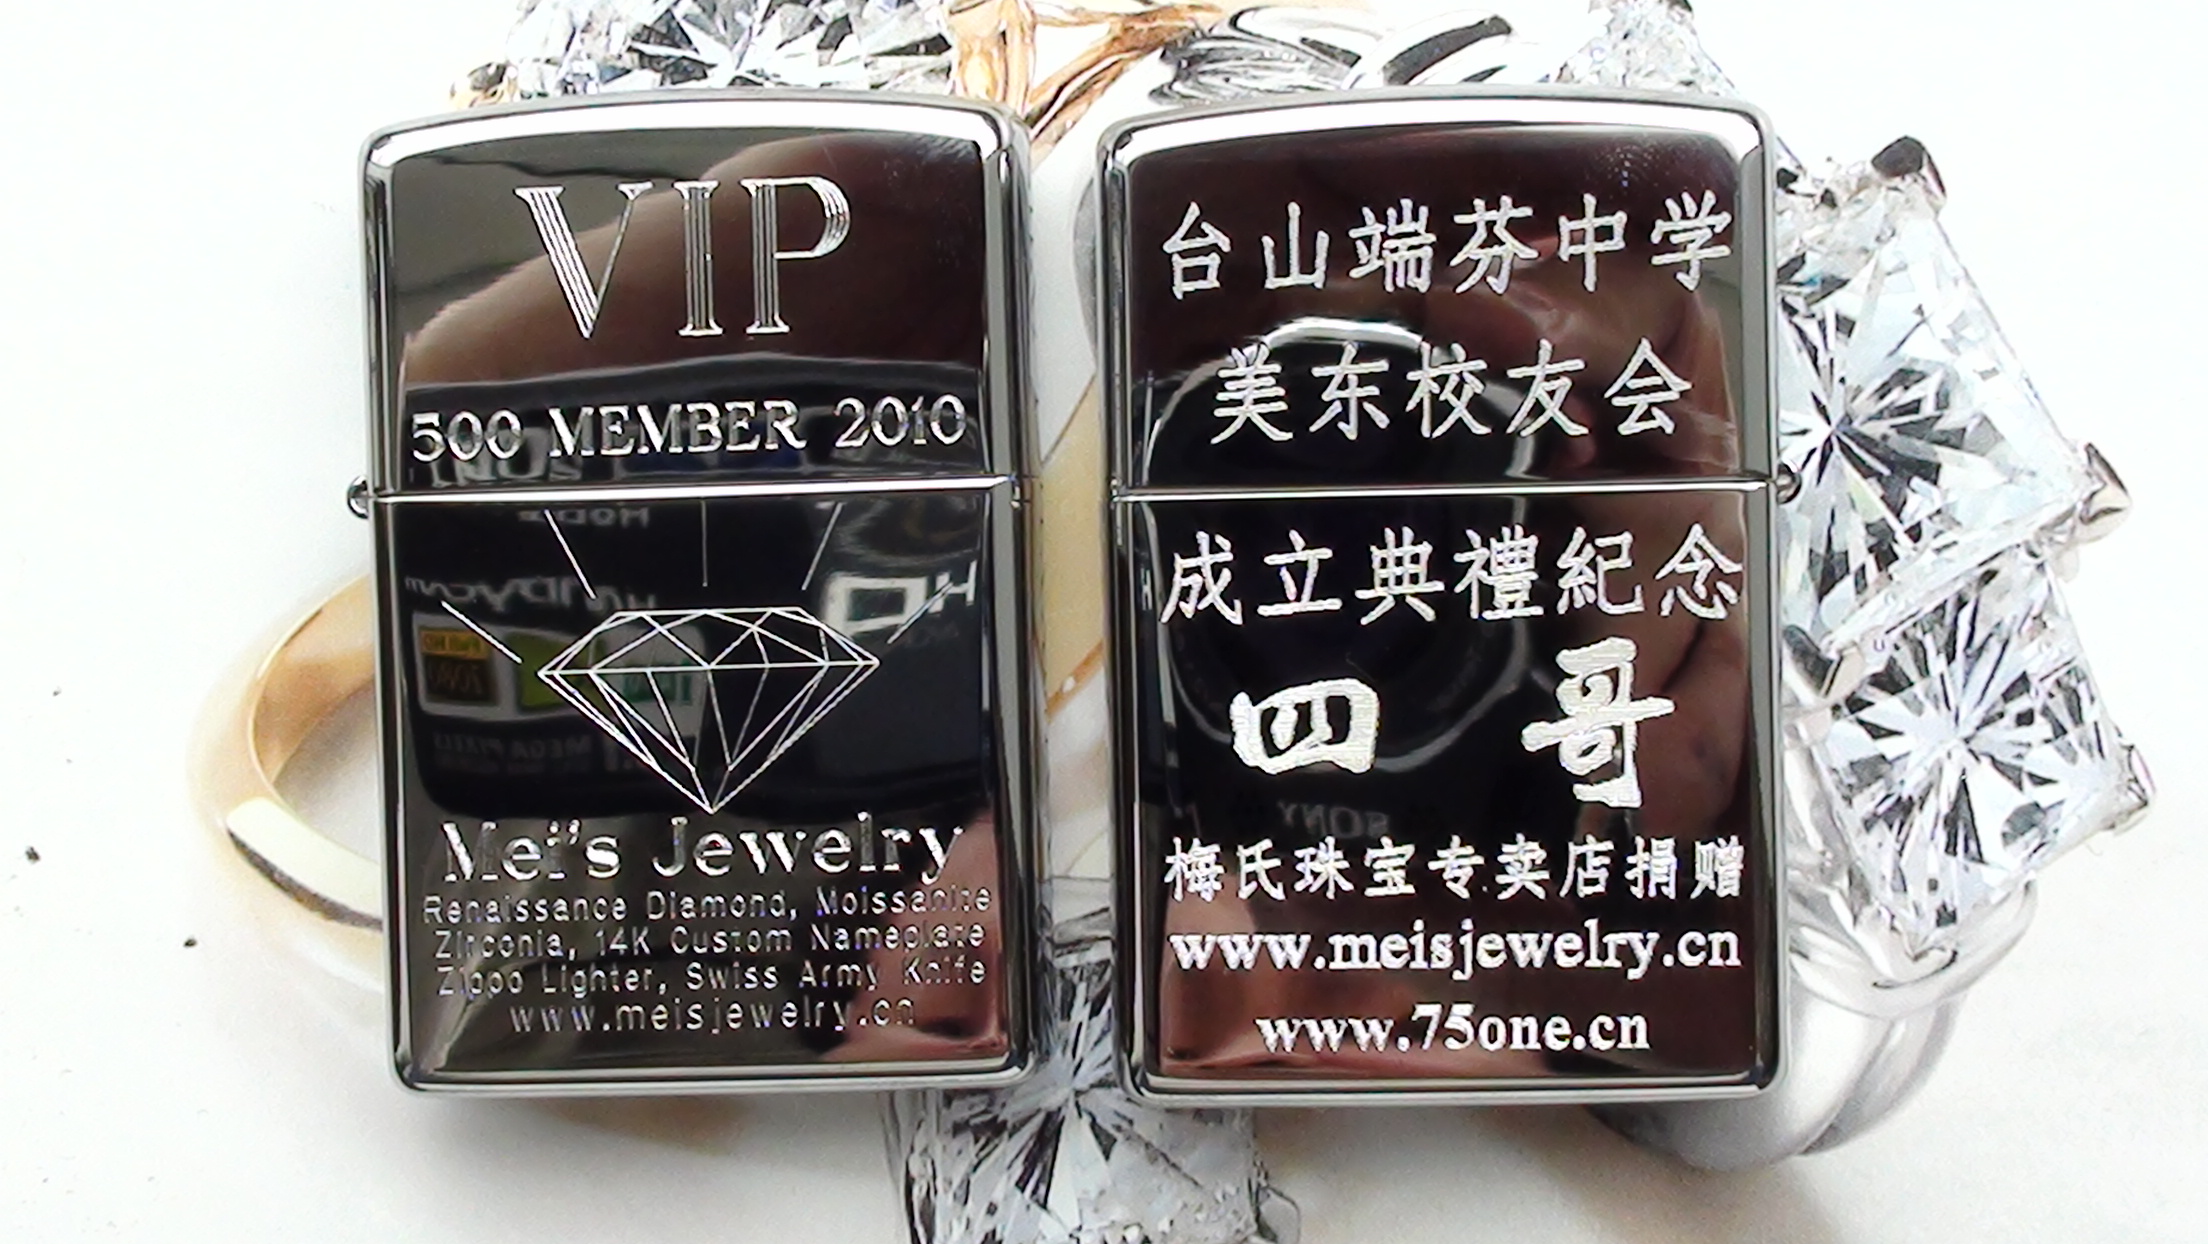 VIP
500 MEMBER 2010
Mei's Jewelry
Renaissance Diamond, Moissanite
Zirconia, 14K Custom Nameplate
Zippo Lighter, Swiss Army Knife
www.meisjewelry.cn
台山端芬中学
美东校友会
成立典禮紀念
四哥
梅氏珠宝专卖店捐赠
www.meisjewelry.cn
www.75one.cn
SONY